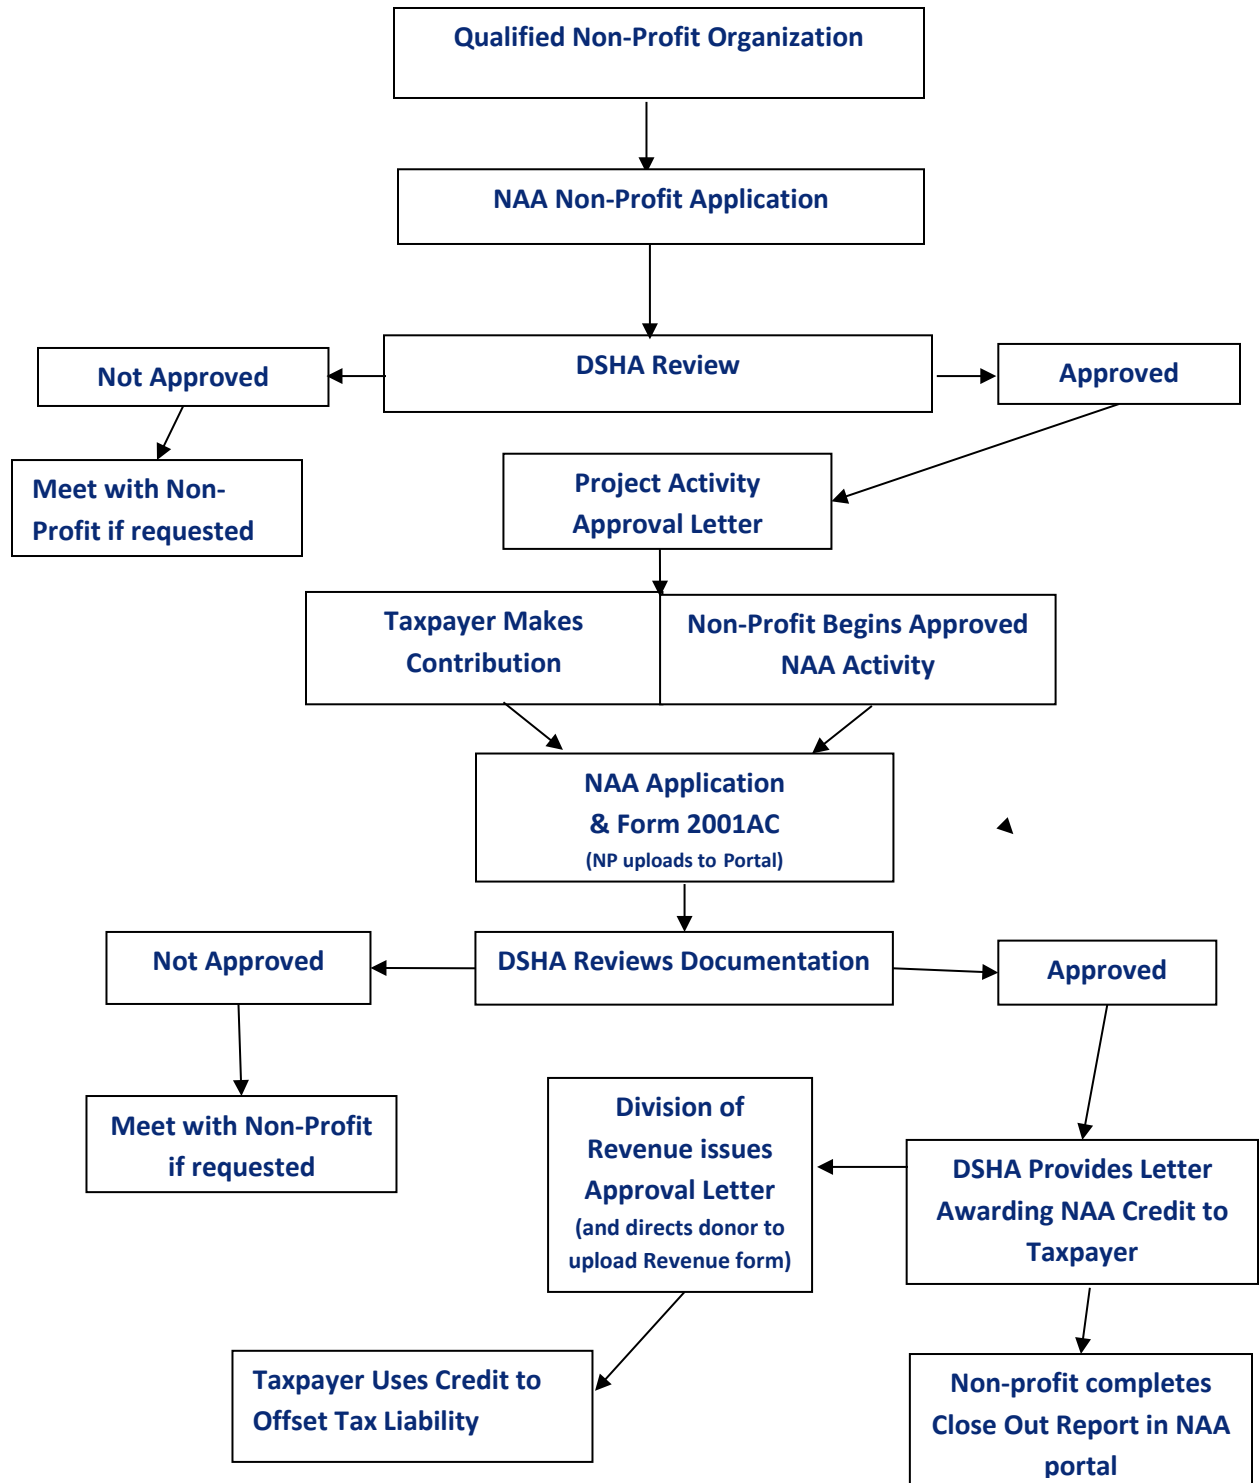 Qualified Non-Profit Organization
NAA Non-Profit Application
DSHA Review
Not Approved
Approved
Meet with Non-
Profit if requested
Project Activity
Approval Letter
Taxpayer Makes
Contribution
Non-Profit Begins Approved
NAA Activity
NAA Application
& Form 2001AC
(NP uploads to Portal)
Not Approved
DSHA Reviews Documentation
Approved
Meet with Non-Profit
if requested
Division of
Revenue issues
Approval Letter
(and directs donor to
upload Revenue form)
DSHA Provides Letter
Awarding NAA Credit to
Taxpayer
Taxpayer Uses Credit to
Offset Tax Liability
Non-profit completes
Close Out Report in NAA
portal